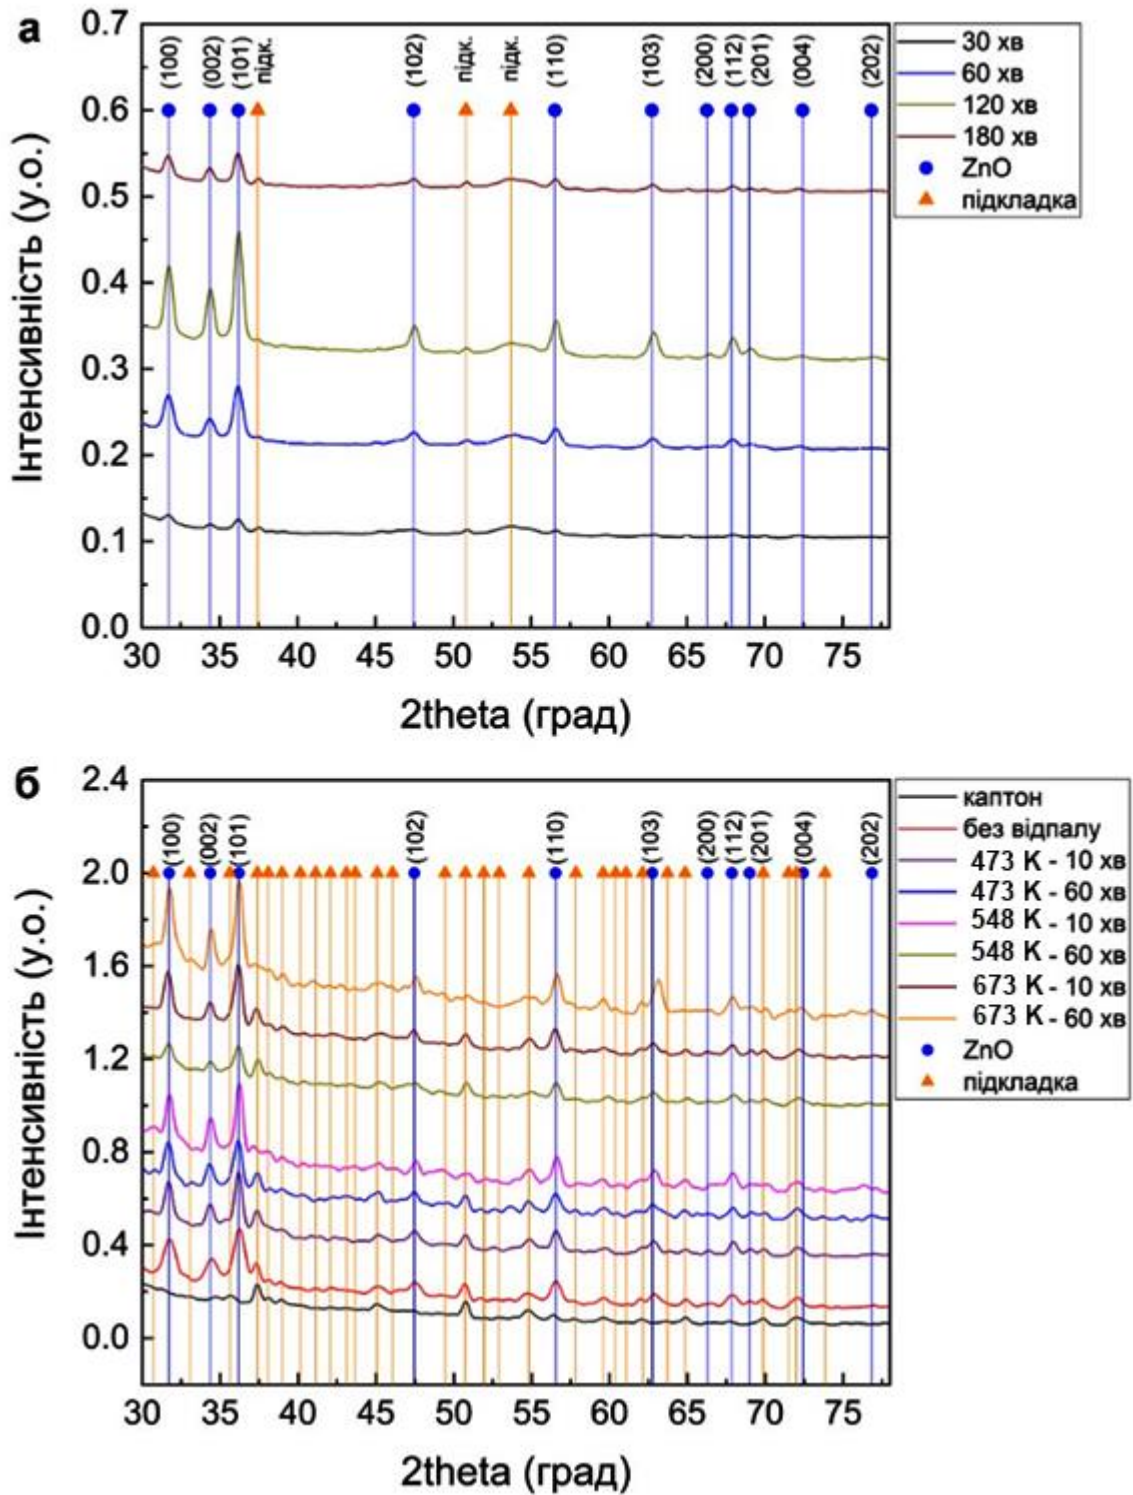 а
0.7
0.6
0.5
0.4
0.3
0.2
0.1
0.0
Інтенсивність (у.о.)
(100)
(002)
(101)
підк.
(102)
підк.
підк.
(110)
(103)
(200)
(112)
(201)
(004)
(202)
30 35 40 45 50 55 60 65 70 75
2theta (град)
30 хв
60 хв
120 хв
180 хв
ZnO
підкладка
б
2.4
2.0
1.6
1.2
0.8
0.4
0.0
Інтенсивність (у.о.)
(100)
(002)
(101)
(102)
(110)
(103)
(200)
(112)
(201)
(004)
(202)
30 35 40 45 50 55 60 65 70 75
2theta (град)
каптон
без відпалу
473 K - 10 хв
473 K - 60 хв
548 K - 10 хв
548 K - 60 хв
673 K - 10 хв
673 K - 60 хв
ZnO
підкладка